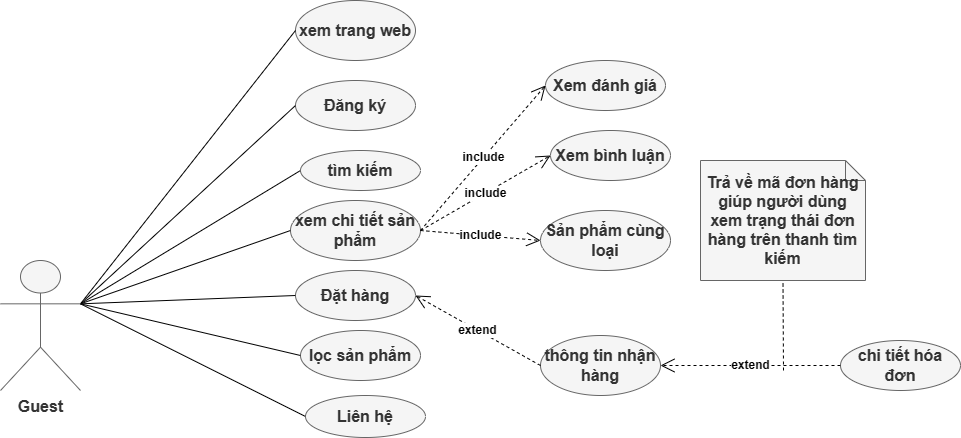 xem trang web
Đăng ký
tìm kiếm
xem chi tiết sản
phẩm
Đặt hàng
lọc sản phẩm
Liên hệ
Guest
Xem đánh giá
Xem bình luận
Sản phẩm cùng
loại
include
include
include
extend
thông tin nhận
hàng
extend
chi tiết hóa
đơn
Trả về mã đơn hàng
giúp người dùng
xem trạng thái đơn
hàng trên thanh tìm
kiếm